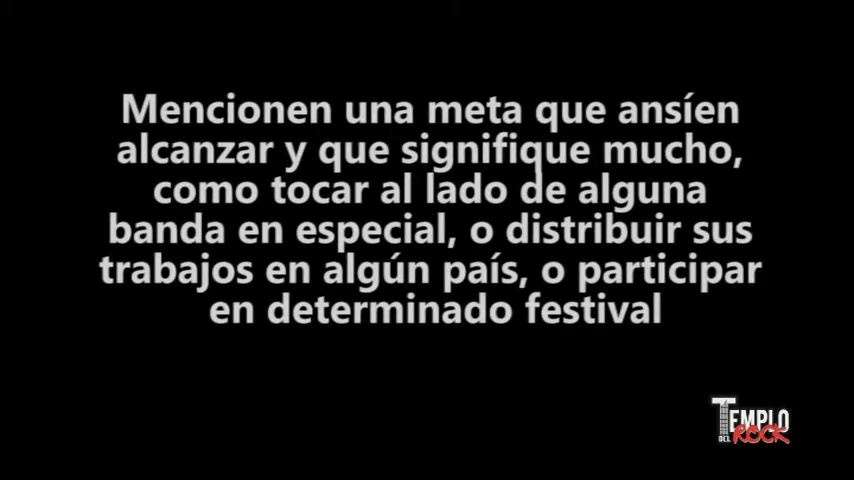 Mencionen una meta que ansíen
alcanzar y que signifique mucho,
como tocar al lado de alguna
banda en especial, o distribuir sus
trabajos en algún país, o participar
en determinado festival
TEMPLO
DEL ROCK